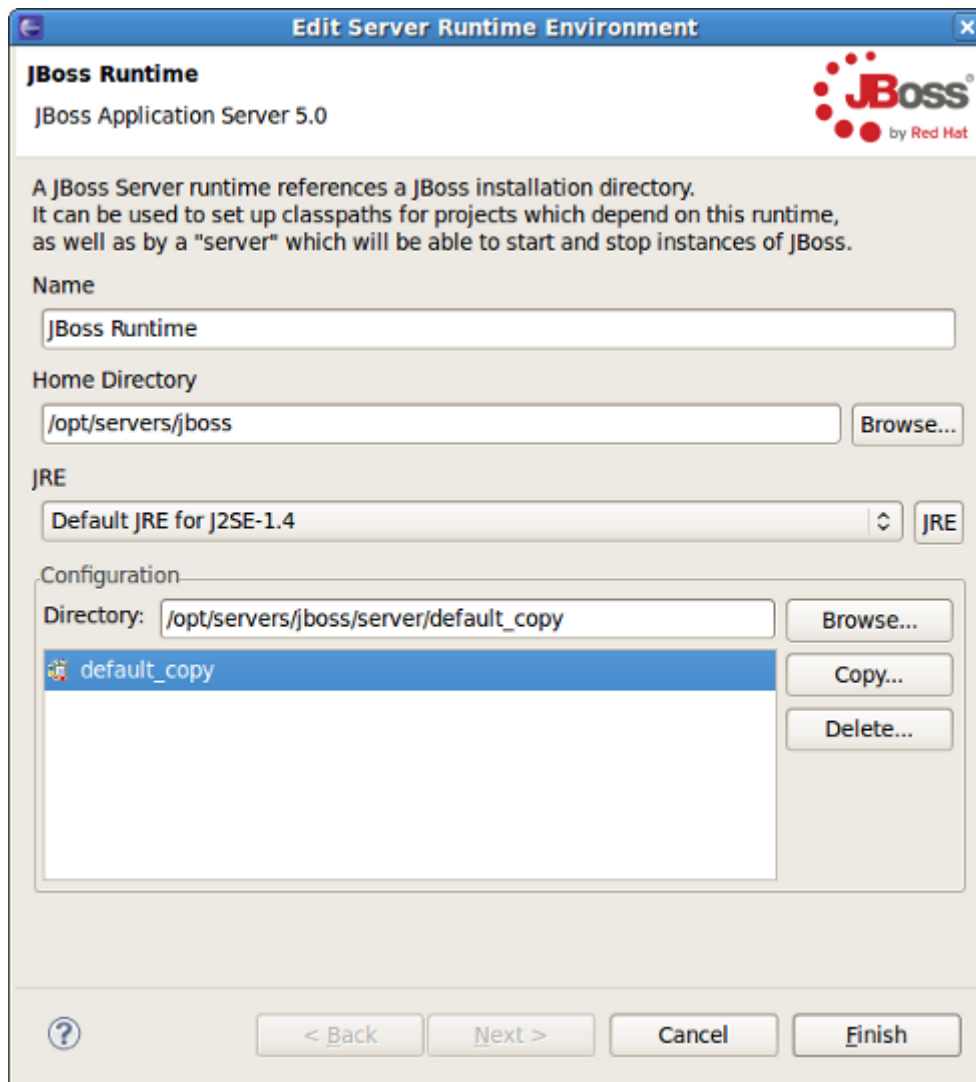 Edit Server Runtime Environment
JBoss Runtime
JBoss Application Server 5.0
JBoss
by Red Hat
A JBoss Server runtime references a JBoss installation directory.
It can be used to set up classpaths for projects which depend on this runtime,
as well as by a "server" which will be able to start and stop instances of JBoss.
Name
JBoss Runtime
Home Directory
/opt/servers/jboss
Browse...
JRE
Default JRE for J2SE-1.4
JRE
Configuration
Directory: /opt/servers/jboss/server/default_copy
Browse...
default_copy
Copy...
Delete...
?
< Back
Next >
Cancel
Finish